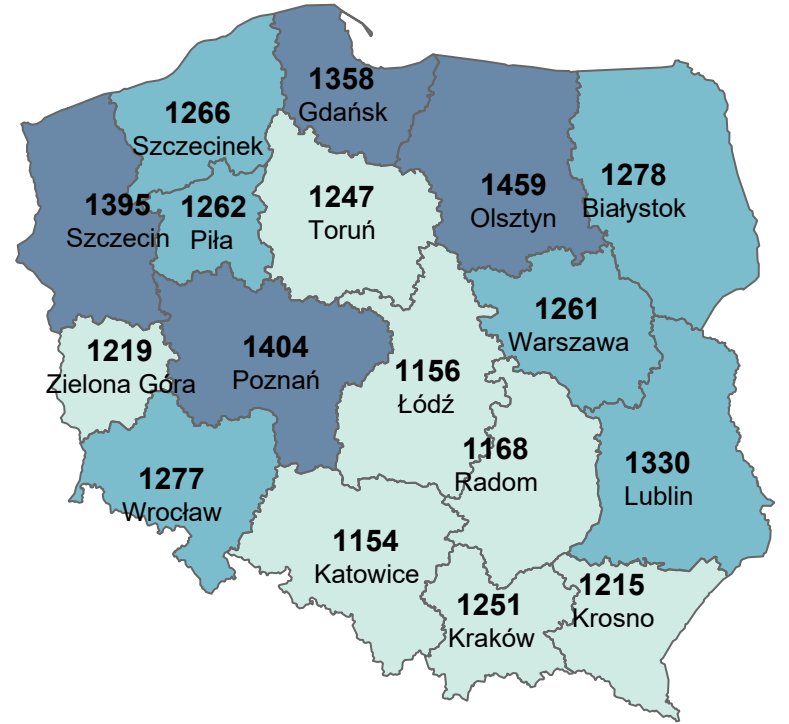 1358
Gdańsk
1266
Szczecinek
1459
Olsztyn
1278
Białystok
1395
Szczecin
1262
Piła
1247
Toruń
1261
Warszawa
1219
Zielona Góra
1404
Poznań
1156
Łódź
1168
Radom
1330
Lublin
1277
Wrocław
1154
Katowice
1251
Kraków
1215
Krosno